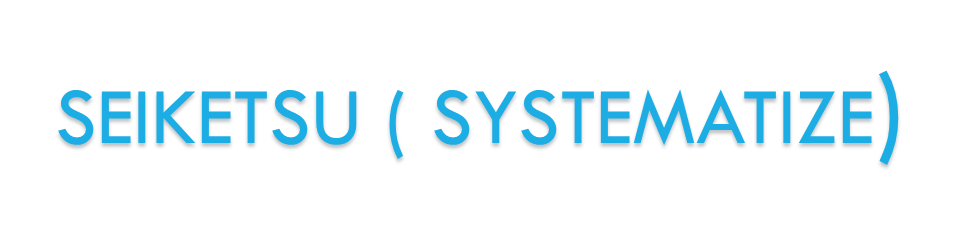 SEIKETSU ( SYSTEMATIZE)